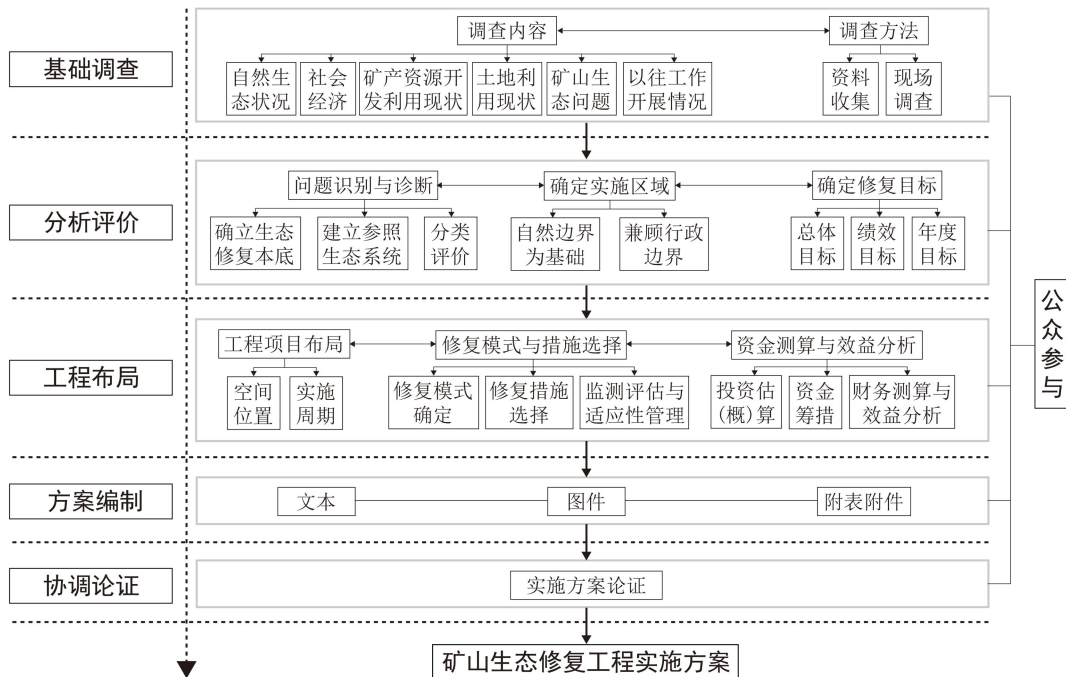 基础调查
调查内容
调查方法
自然生
态状况
社会
经济
矿产资源开
发利用现状
土地利
用现状
矿山生
态问题
以往工作
开展情况
资料
收集
现场
调查
分析评价
问题识别与诊断
确定实施区域
确定修复目标
确立生态
修复本底
建立参照
生态系统
分类
评价
自然边界
为基础
兼顾行政
边界
总体
目标
绩效
目标
年度
目标
工程布局
工程项目布局
修复模式与措施选择
资金测算与效益分析
空间
位置
实施
周期
修复模式
确定
修复措施
选择
监测评估与
适应性管理
投资估
(概)算
资金
筹措
财务测算与
效益分析
方案编制
文本
图件
附表附件
协调论证
实施方案论证
矿山生态修复工程实施方案
公众参与